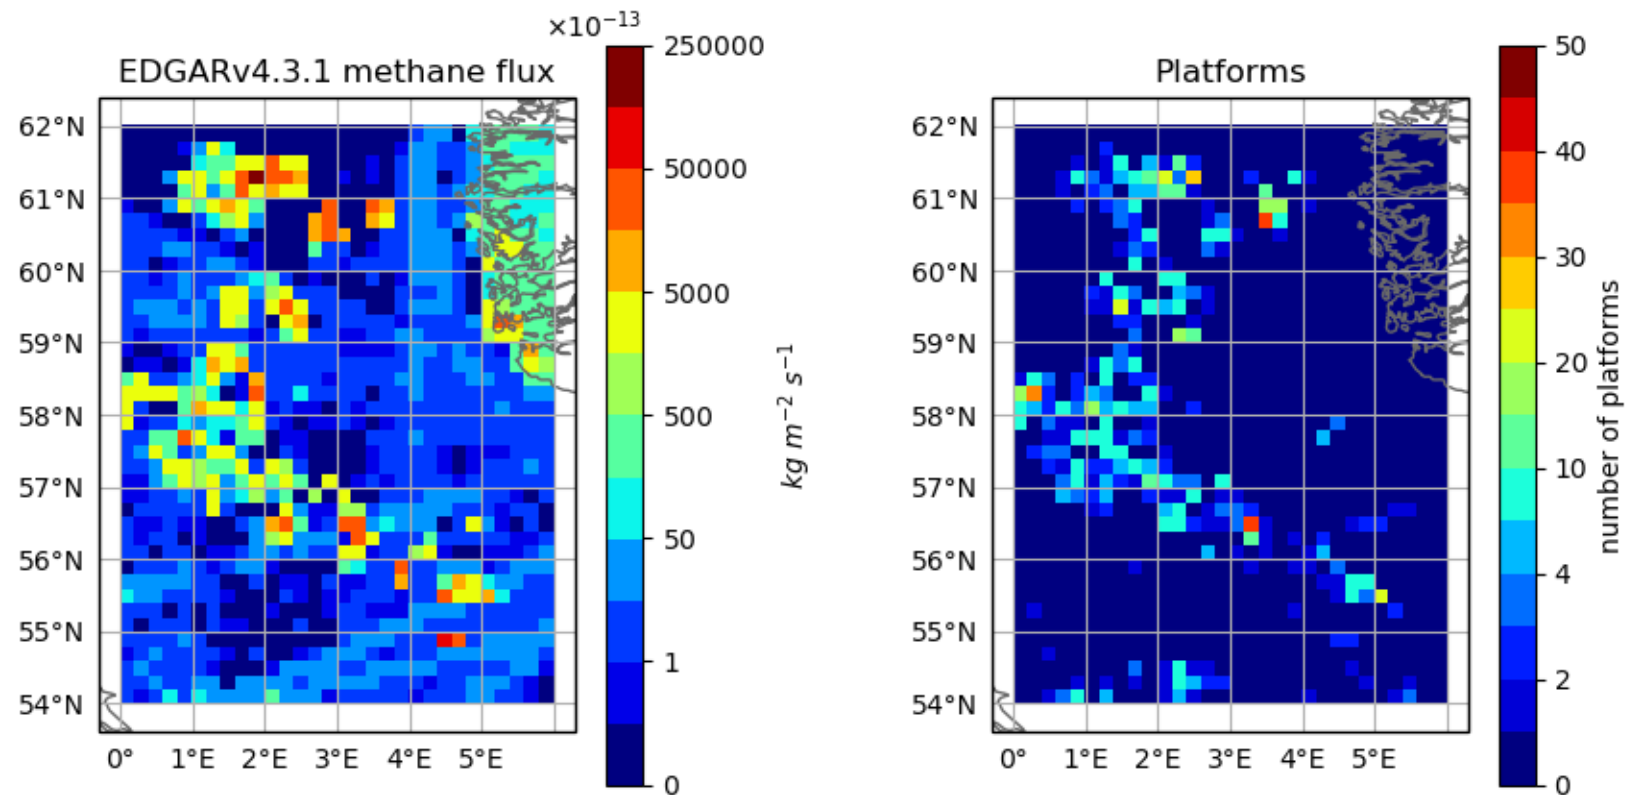 ×10⁻¹³
EDGARv4.3.1 methane flux
62°N
61°N
60°N
59°N
58°N
57°N
56°N
55°N
54°N
0°
1°E
2°E
3°E
4°E
5°E
250000
50000
5000
500
50
1
0
kg m⁻² s⁻¹
Platforms
62°N
61°N
60°N
59°N
58°N
57°N
56°N
55°N
54°N
0°
1°E
2°E
3°E
4°E
5°E
50
40
30
20
10
4
2
0
number of platforms